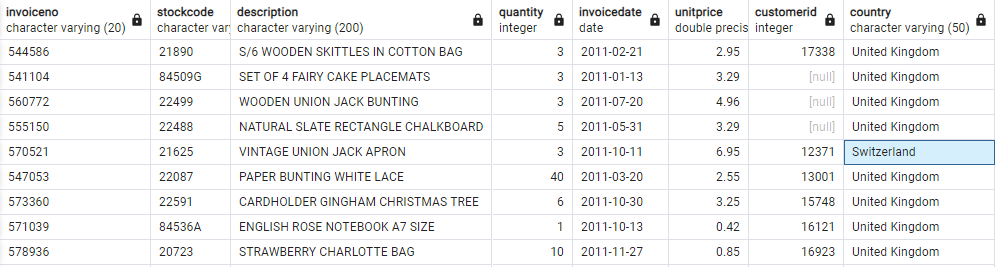 invoiceno stockcode description quantity invoicedate unitprice customerid country
character varying (20) character var character varying (200) integer date double precis integer character varying (50)
544586 21890 S/6 WOODEN SKITTLES IN COTTON BAG 3 2011-02-21 2.95 17338 United Kingdom
541104 84509G SET OF 4 FAIRY CAKE PLACEMATS 3 2011-01-13 3.29 [null] United Kingdom
560772 22499 WOODEN UNION JACK BUNTING 3 2011-07-20 4.96 [null] United Kingdom
555150 22488 NATURAL SLATE RECTANGLE CHALKBOARD 5 2011-05-31 3.29 [null] United Kingdom
570521 21625 VINTAGE UNION JACK APRON 3 2011-10-11 6.95 12371 Switzerland
547053 22087 PAPER BUNTING WHITE LACE 40 2011-03-20 2.55 13001 United Kingdom
573360 22591 CARDHOLDER GINGHAM CHRISTMAS TREE 6 2011-10-30 3.25 15748 United Kingdom
571039 84536A ENGLISH ROSE NOTEBOOK A7 SIZE 1 2011-10-13 0.42 16121 United Kingdom
578936 20723 STRAWBERRY CHARLOTTE BAG 10 2011-11-27 0.85 16923 United Kingdom